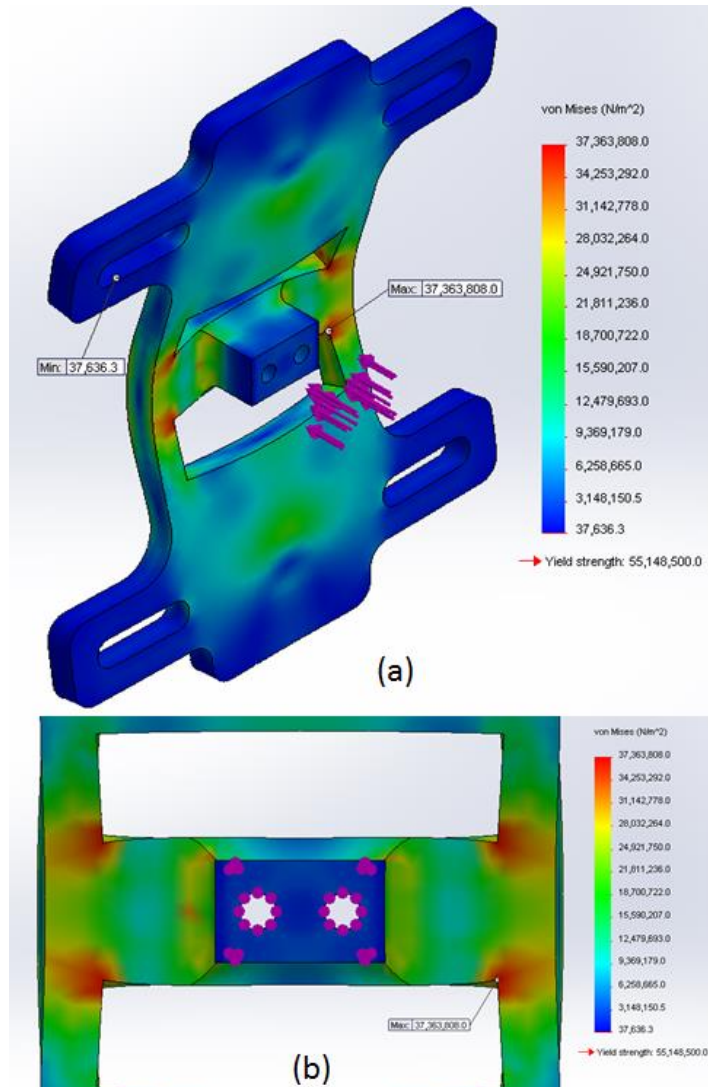 von Mises (N/m^2)
37,363,808.0
34,253,292.0
31,142,778.0
28,032,264.0
24,921,750.0
21,811,236.0
18,700,722.0
15,590,207.0
12,479,693.0
9,369,179.0
6,258,665.0
3,148,150.5
37,636.3
Yield strength: 55,148,500.0
Max: 37,363,808.0
Min: 37,636.3
(a)
von Mises (N/m^2)
37,363,808.0
34,253,292.0
31,142,778.0
28,032,264.0
24,921,750.0
21,811,236.0
18,700,722.0
15,590,207.0
12,479,693.0
9,369,179.0
6,258,665.0
3,148,150.5
37,636.3
Yield strength: 55,148,500.0
Max: 37,363,808.0
(b)